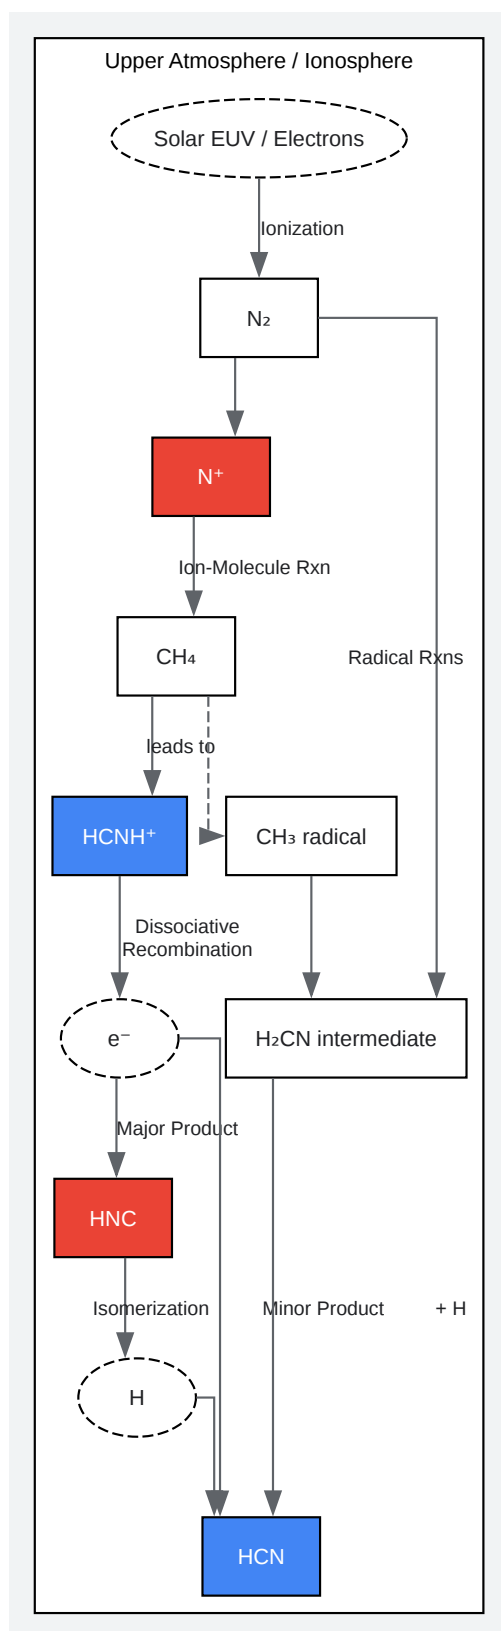 Upper Atmosphere / Ionosphere
Solar EUV / Electrons
Ionization
N₂
N⁺
Ion-Molecule Rxn
CH₄
Radical Rxns
leads to
HCNH⁺
CH₃ radical
Dissociative
Recombination
e⁻
H₂CN intermediate
Major Product
HNC
Isomerization
Minor Product
+ H
H
HCN